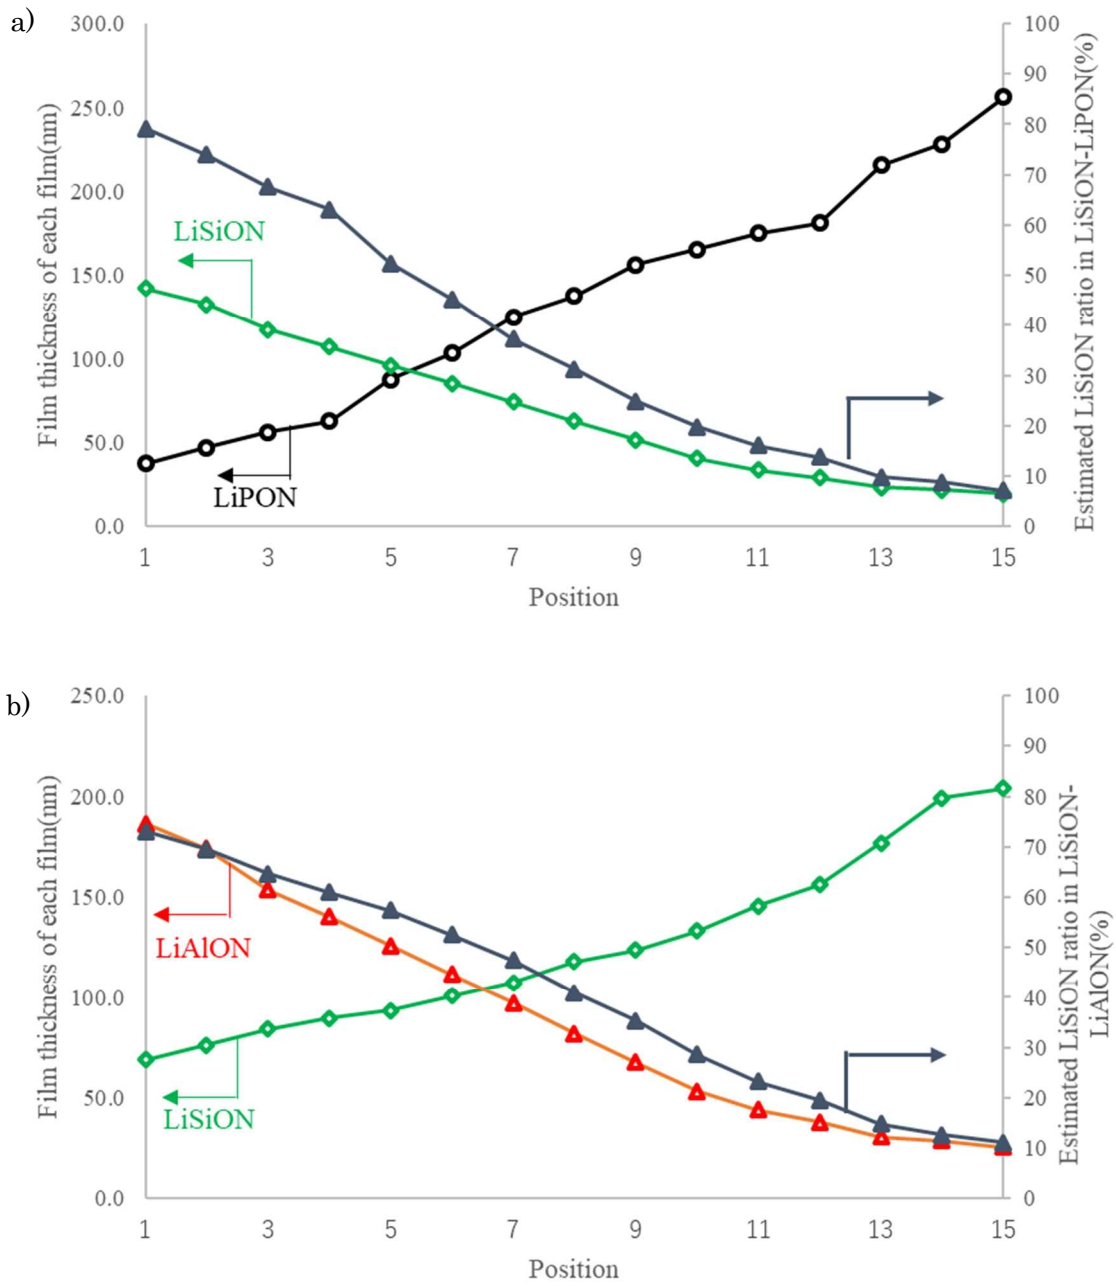 a)
Film thickness of each film(nm)
300.0
250.0
200.0
150.0
100.0
50.0
0.0
LiSiON
LiPON
100
90
80
70
60
50
40
30
20
10
0
Estimated LiSiON ratio in LiSiON-LiPON(%)
1 3 5 7 9 11 13 15
Position
b)
Film thickness of each film(nm)
250.0
200.0
150.0
100.0
50.0
0.0
LiAlON
LiSiON
100
90
80
70
60
50
40
30
20
10
0
Estimated LiSiON ratio in LiSiON-
LiAlON(%)
1 3 5 7 9 11 13 15
Position